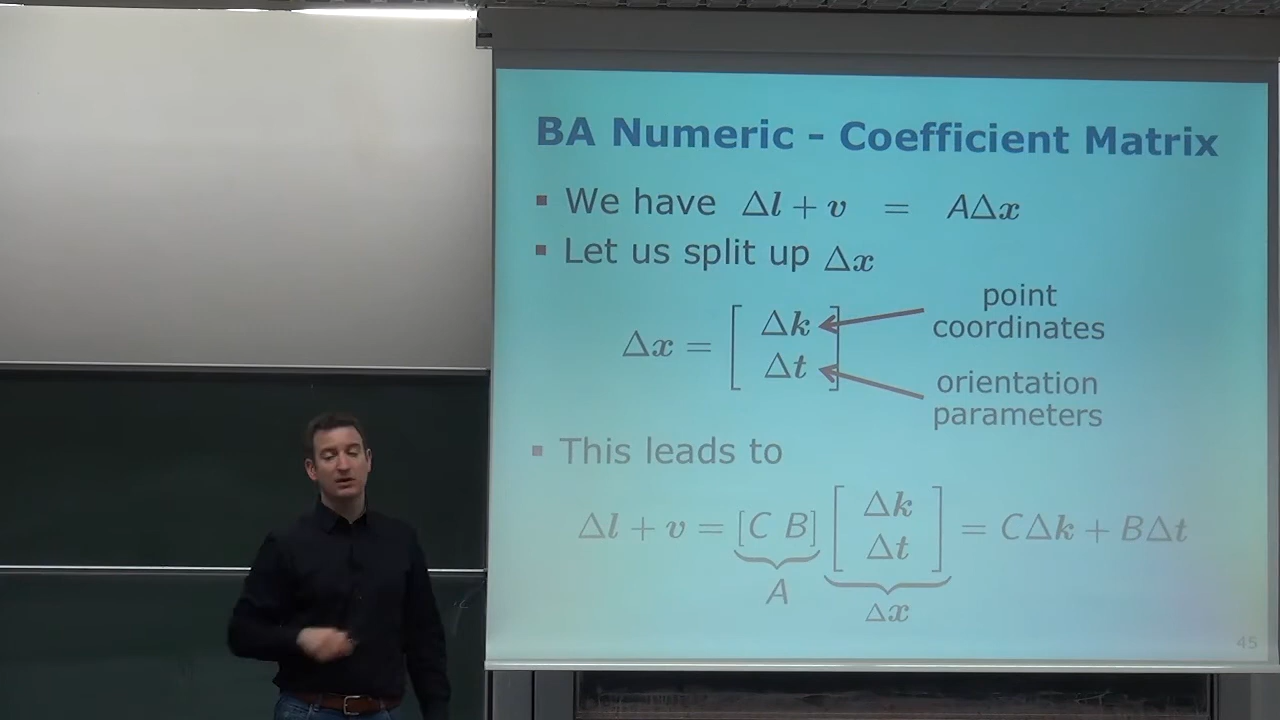 BA Numeric - Coefficient Matrix
▪ We have Δl + v = AΔx
▪ Let us split up Δx
Δx = [ Δk
Δt ]
point
coordinates
orientation
parameters
▪ This leads to
Δl + v = [C B] [ Δk
Δt ] = CΔk + BΔt
A
Δx
45